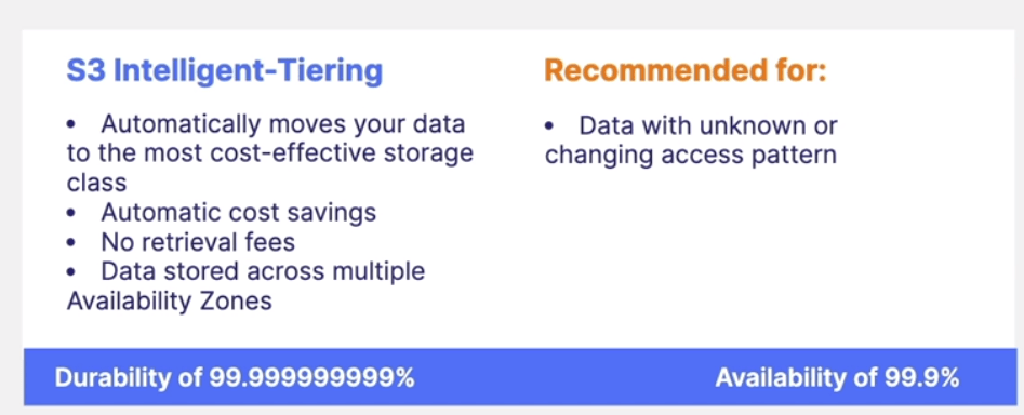 S3 Intelligent-Tiering
• Automatically moves your data
to the most cost-effective storage
class
• Automatic cost savings
• No retrieval fees
• Data stored across multiple
Availability Zones
Recommended for:
• Data with unknown or
changing access pattern
Durability of 99.999999999%
Availability of 99.9%